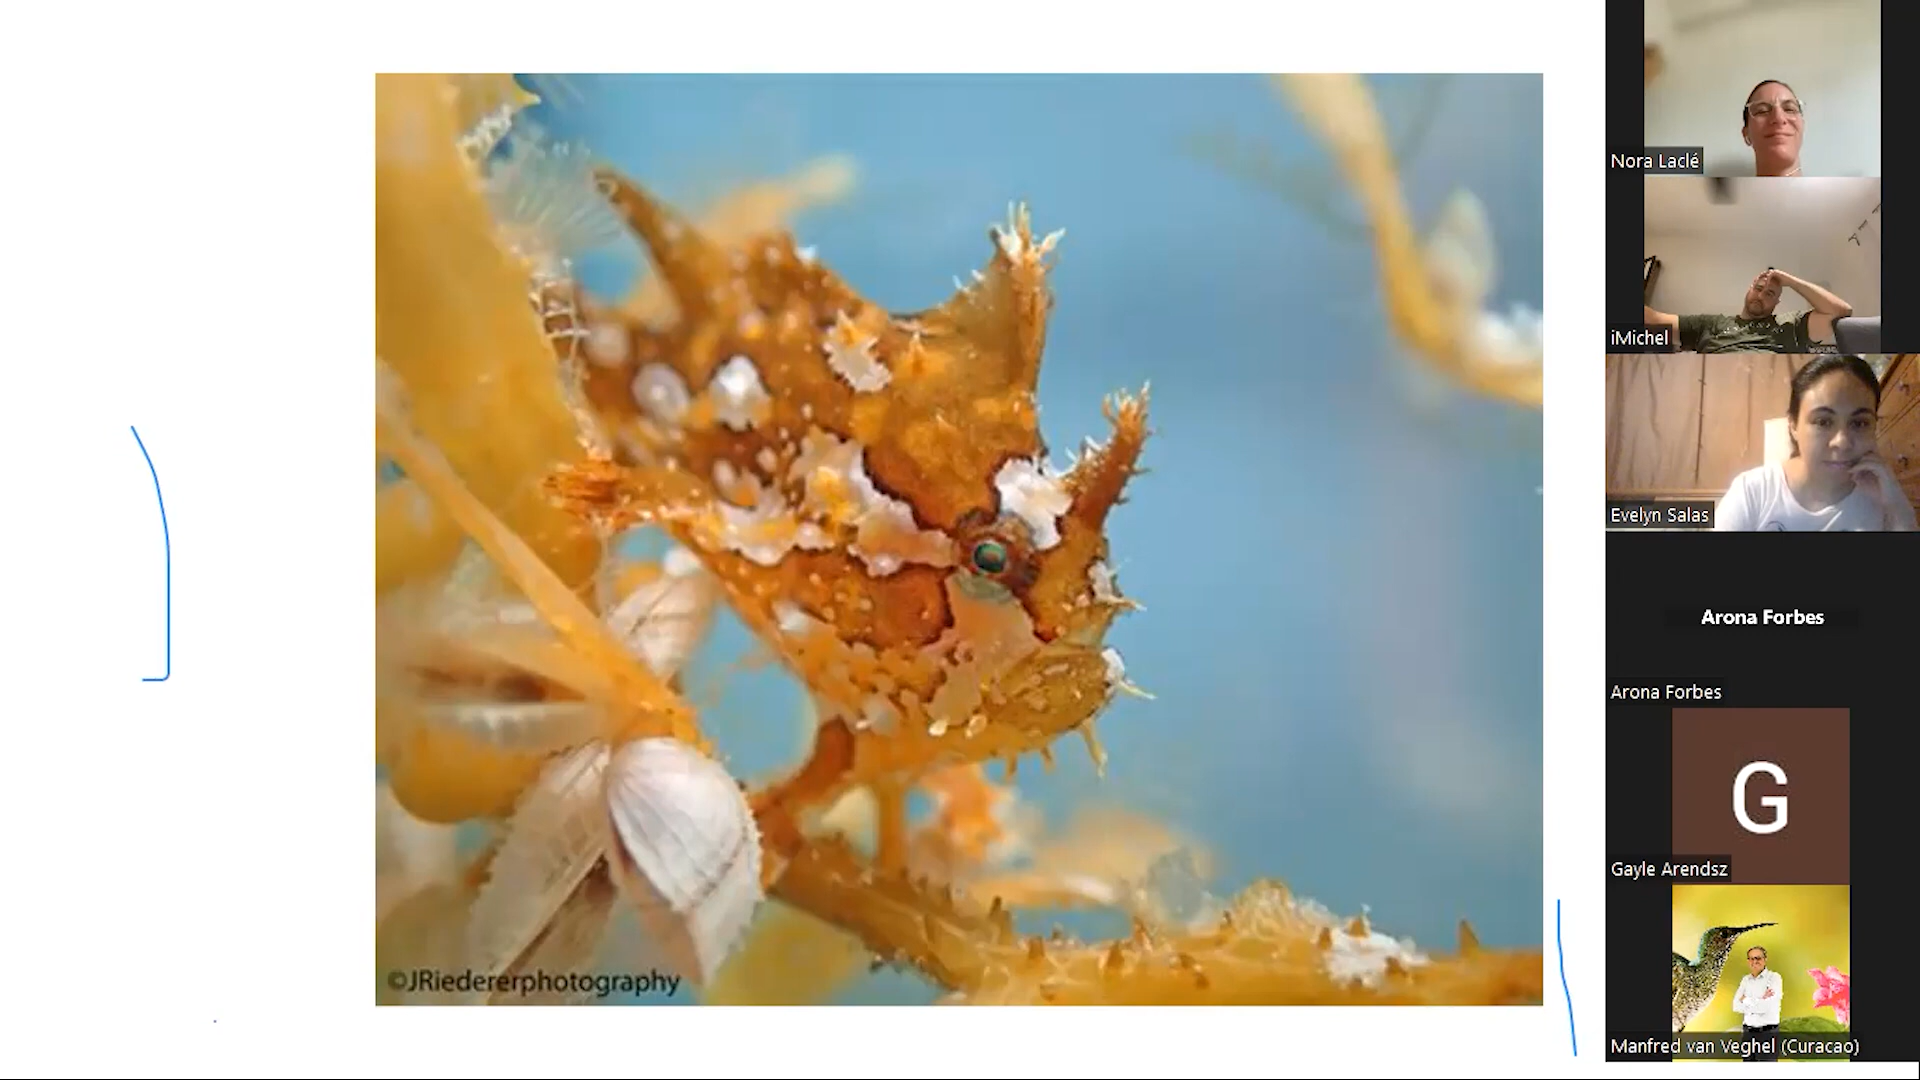 ©JRiedererphotography
Nora Laclé
iMichel
Evelyn Salas
Arona Forbes
Arona Forbes
G
Gayle Arendsz
Manfred van Veghel (Curacao)